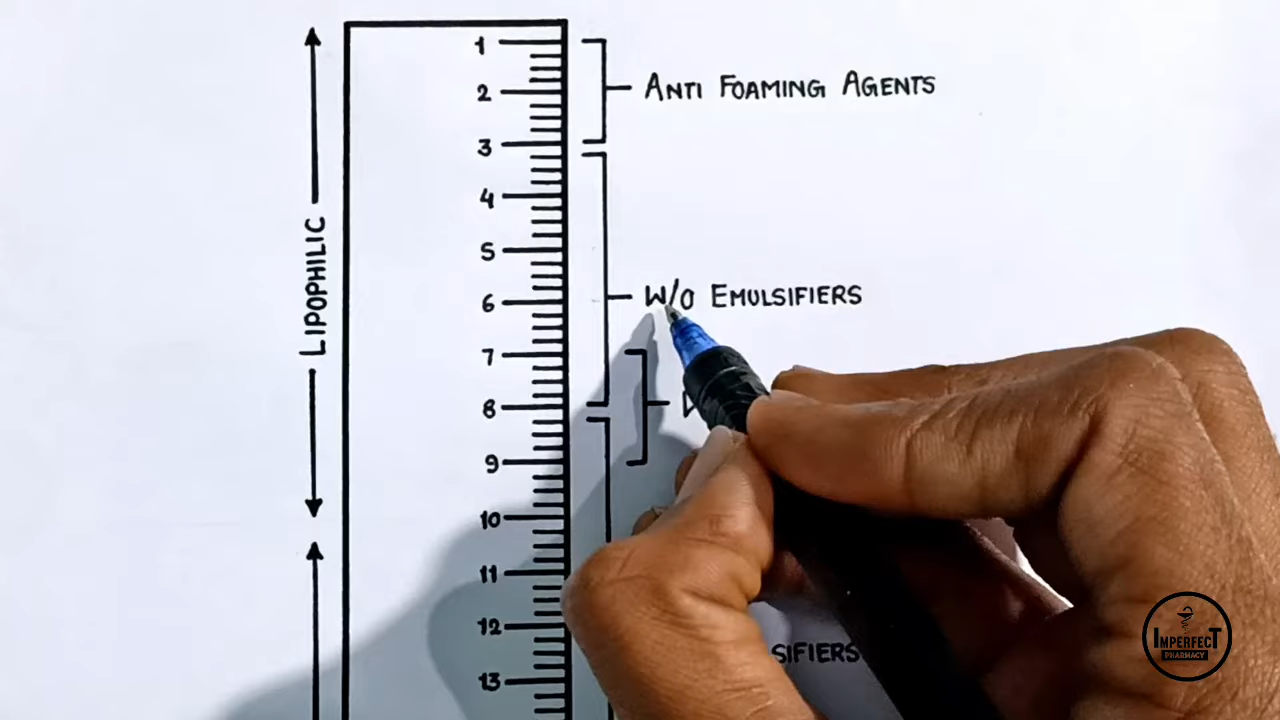 1
2
3
4
5
6
7
8
9
10
11
12
13
LIPOPHILIC
ANTI FOAMING AGENTS
W/O EMULSIFIERS
SIFIERS
IMPERFECT
PHARMACY